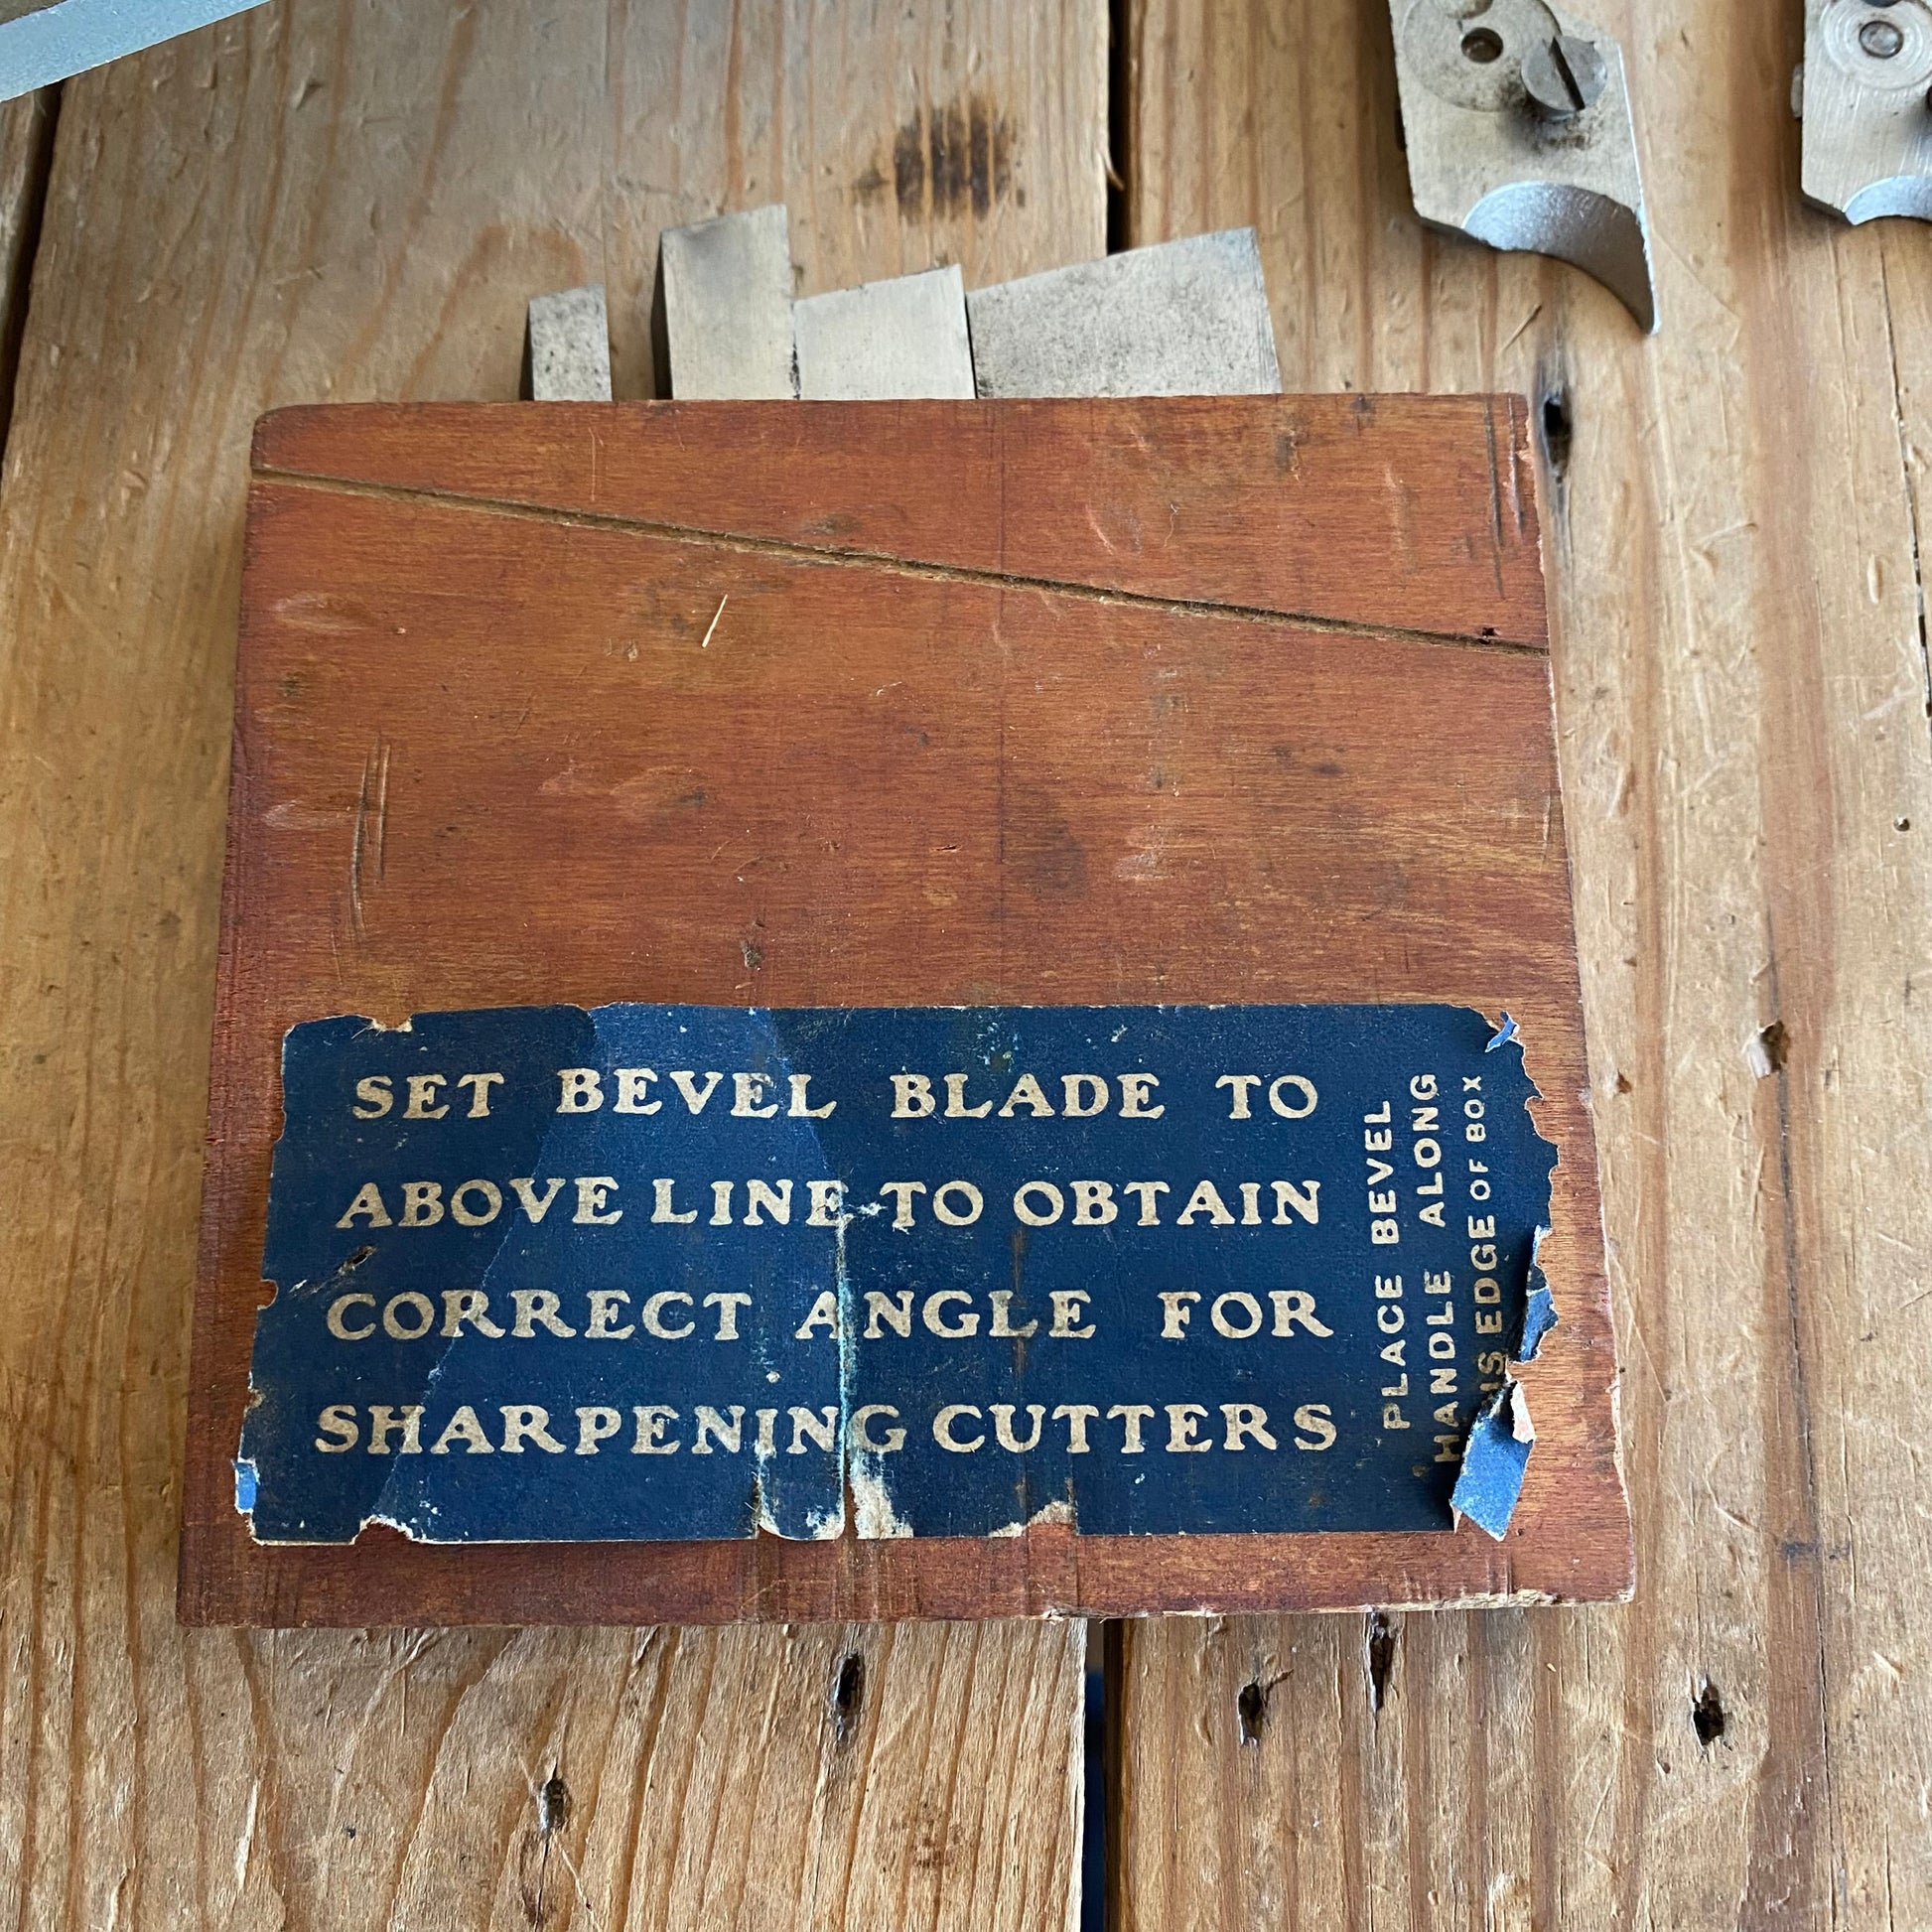 SET BEVEL BLADE TO
ABOVE LINE TO OBTAIN
CORRECT ANGLE FOR
SHARPENING CUTTERS
PLACE BEVEL
HANDLE ALONG
EDGE OF BOX